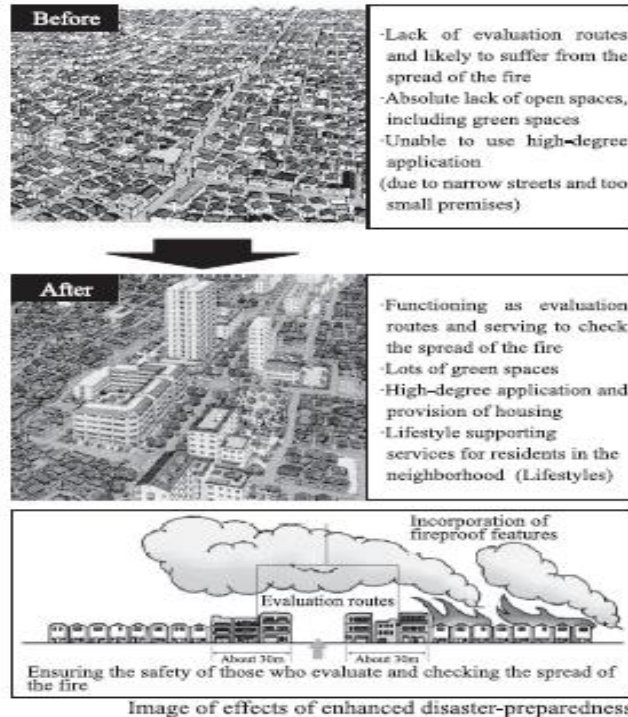 Before
·Lack of evaluation routes
and likely to suffer from the
spread of the fire
·Absolute lack of open spaces,
including green spaces
·Unable to use high-degree
application
(due to narrow streets and too
small premises)
After
·Functioning as evaluation
routes and serving to check
the spread of the fire
·Lots of green spaces
·High-degree application and
provision of housing
·Lifestyle supporting
services for residents in the
neighborhood (Lifestyles)
Incorporation of
fireproof features
Evaluation routes
About 30m
About 30m
Ensuring the safety of those who evaluate and checking the spread of
the fire
Image of effects of enhanced disaster-preparedness